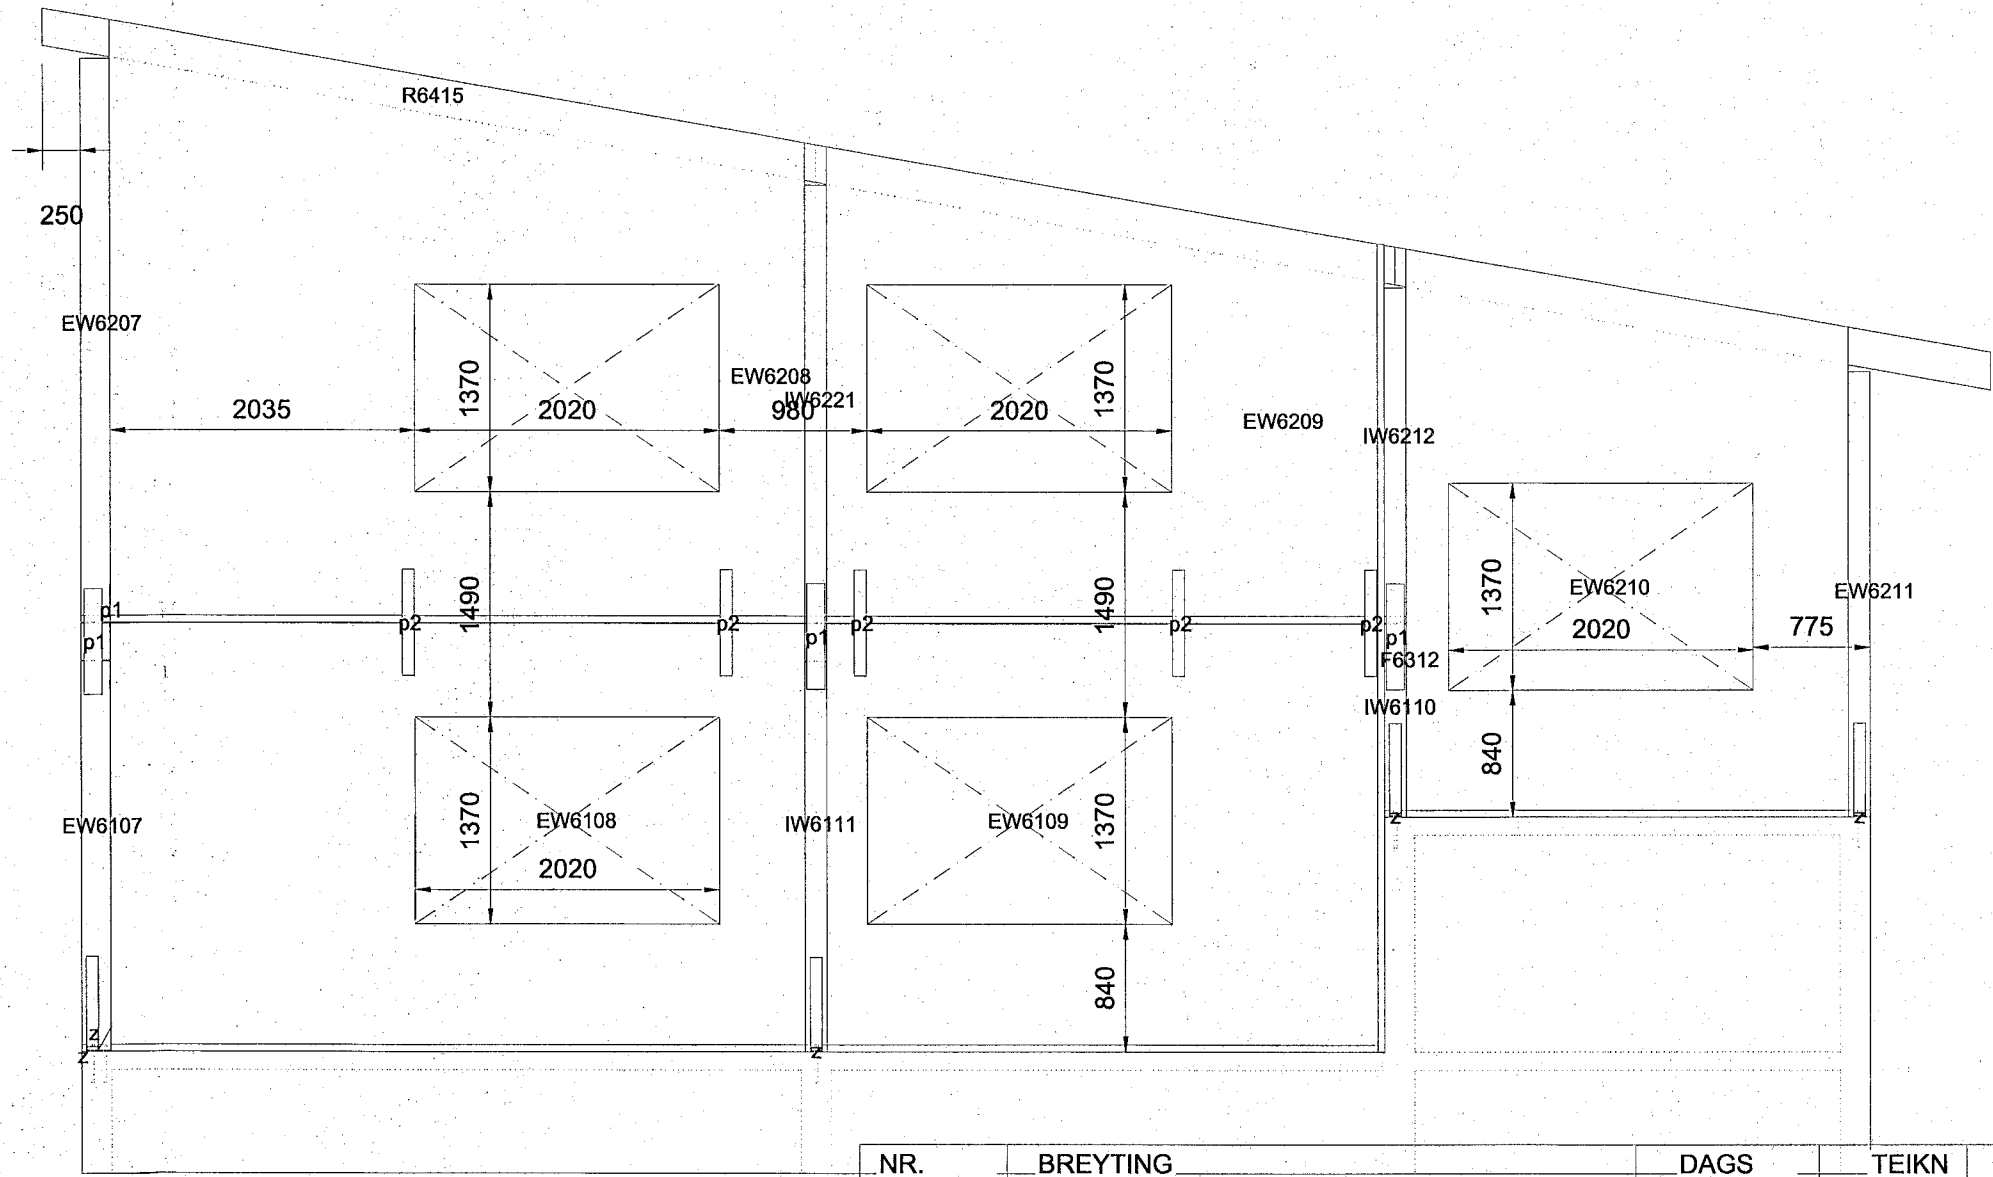 R6415
250
EW6207
1370
EW6208
1370
2035
2020
980
IW6221
2020
EW6209
IW6212
1490
1490
1370
EW6210
EW6211
p1
p1
p2
p2
p1
p2
p2
p2
p1
2020
775
F6312
IW6110
840
EW6107
1370
EW6108
IW6111
EW6109
1370
z
z
2020
840
z
z
z
NR.
BREYTING
DAGS
TEIKN